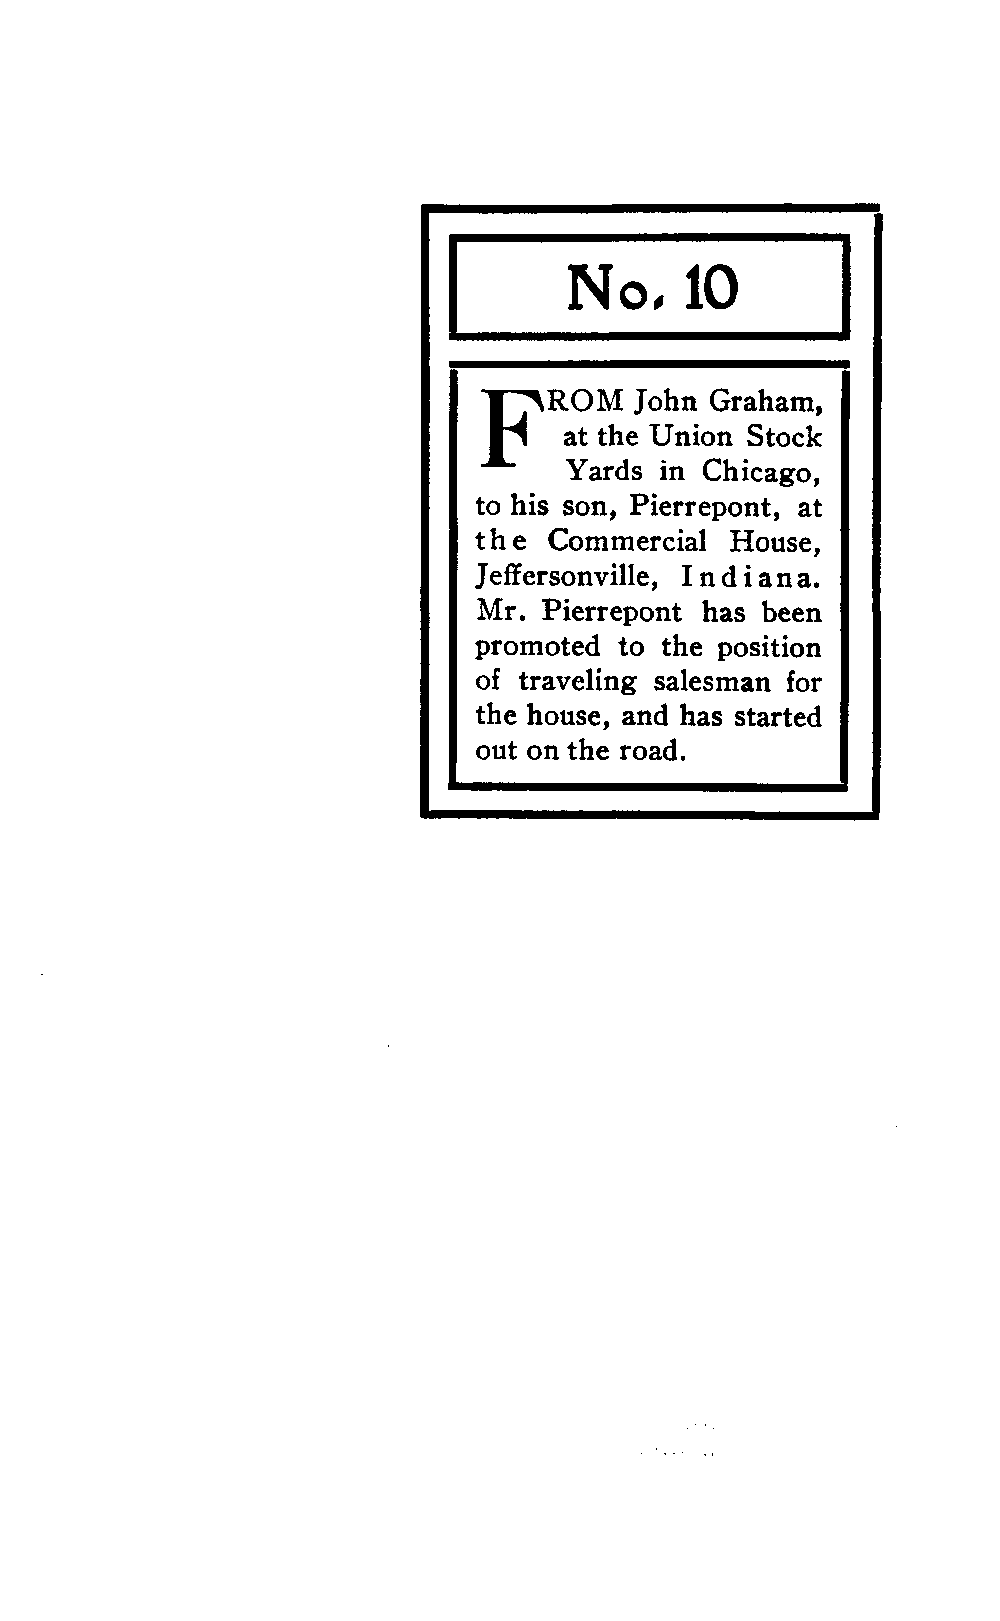 No. 10
FROM John Graham,
at the Union Stock
Yards in Chicago,
to his son, Pierrepont, at
the Commercial House,
Jeffersonville, Indiana.
Mr. Pierrepont has been
promoted to the position
of traveling salesman for
the house, and has started
out on the road.